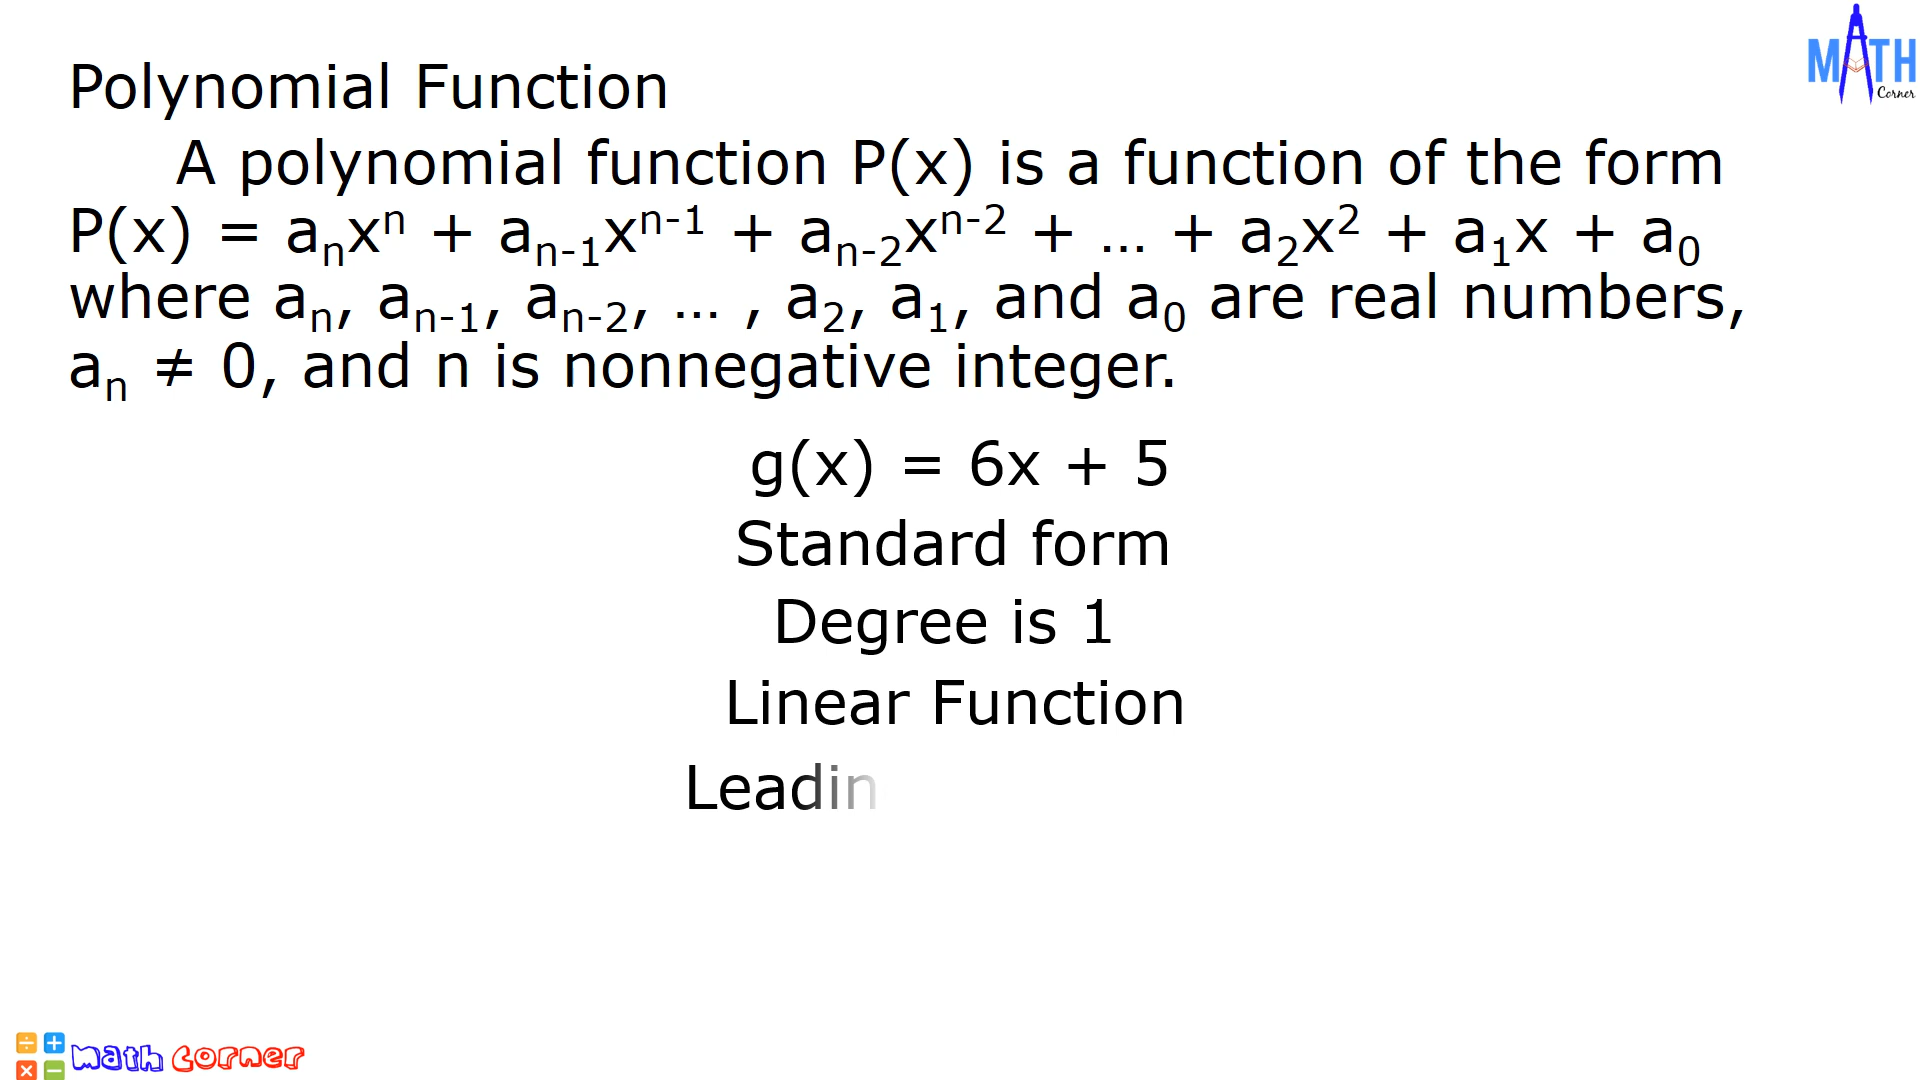 MATH
Corner
Polynomial Function
A polynomial function P(x) is a function of the form
P(x) = aₙxⁿ + aₙ₋₁xⁿ⁻¹ + aₙ₋₂xⁿ⁻² + … + a₂x² + a₁x + a₀
where aₙ, aₙ₋₁, aₙ₋₂, … , a₂, a₁, and a₀ are real numbers,
aₙ ≠ 0, and n is nonnegative integer.
g(x) = 6x + 5
Standard form
Degree is 1
Linear Function
Leadin
÷ +
× −
math corner